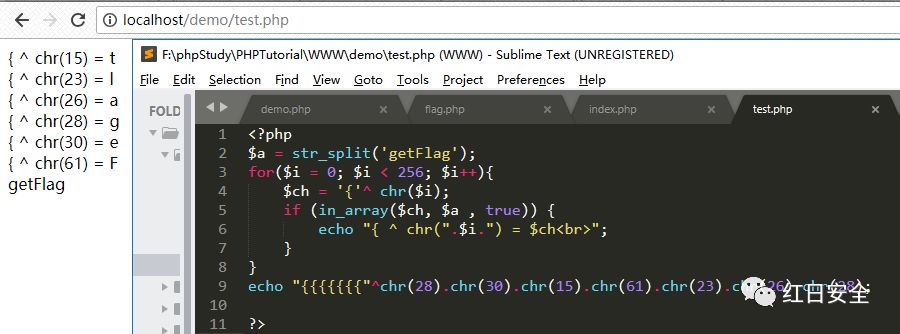 localhost/demo/test.php
{ ^ chr(15) = t
{ ^ chr(23) = l
{ ^ chr(26) = a
{ ^ chr(28) = g
{ ^ chr(30) = e
{ ^ chr(61) = F
getFlag
F:\phpStudy\PHPTutorial\WWW\demo\test.php (WWW) - Sublime Text (UNREGISTERED)
File Edit Selection Find View Goto Tools Project Preferences Help
FOLD
demo.php × flag.php × index.php × test.php ×
1 <?php
2 $a = str_split('getFlag');
3 for($i = 0; $i < 256; $i++){
4 $ch = '{'^ chr($i);
5 if (in_array($ch, $a , true)) {
6 echo "{ ^ chr(".$i.") = $ch<br>";
7 }
8 }
9 echo "{{{{{{{"^chr(28).chr(30).chr(15).chr(61).chr(23).
10
11 ?>
红日安全